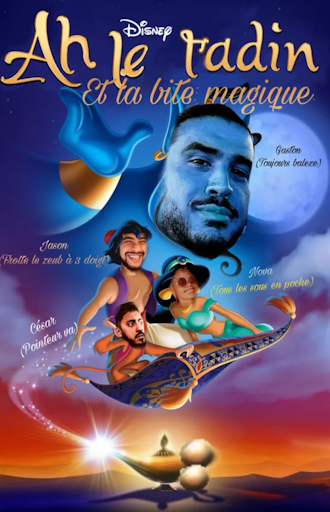 Disney
Ah le radin
Et la bite magique
Gaston
(Toujours baleze)
Jason
(Frotte le zeub à 3 doigt)
Nova
(Tous les sous en poche)
César
(Pointeur va)